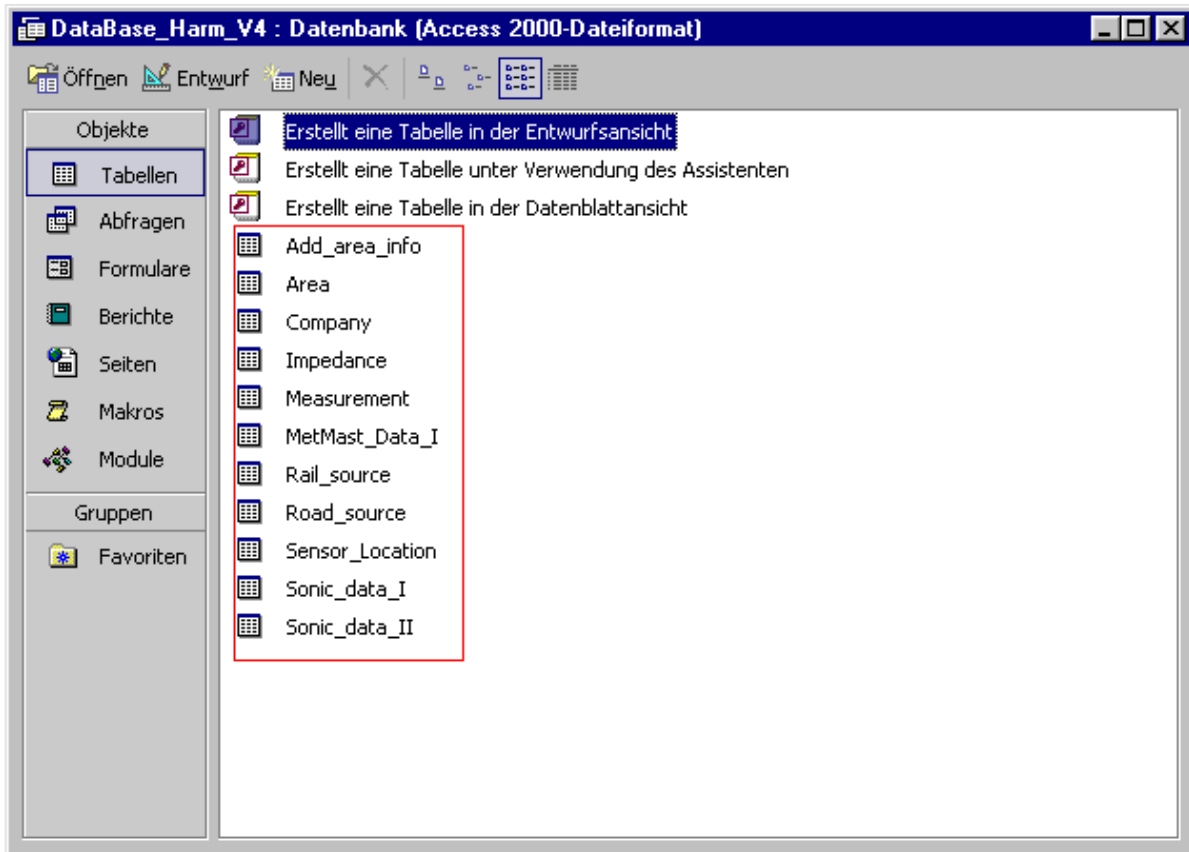 DataBase_Harm_V4 : Datenbank (Access 2000-Dateiformat)
Öffnen Entwurf Neu
Objekte
Tabellen
Abfragen
Formulare
Berichte
Seiten
Makros
Module
Gruppen
Favoriten
Erstellt eine Tabelle in der Entwurfsansicht
Erstellt eine Tabelle unter Verwendung des Assistenten
Erstellt eine Tabelle in der Datenblattansicht
Add_area_info
Area
Company
Impedance
Measurement
MetMast_Data_I
Rail_source
Road_source
Sensor_Location
Sonic_data_I
Sonic_data_II